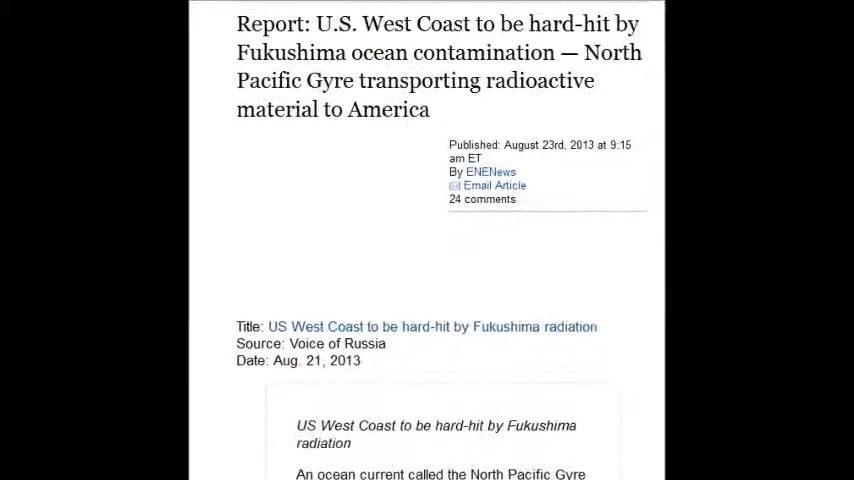 Report: U.S. West Coast to be hard-hit by
Fukushima ocean contamination — North
Pacific Gyre transporting radioactive
material to America
Published: August 23rd, 2013 at 9:15
am ET
By ENENews
Email Article
24 comments
Title: US West Coast to be hard-hit by Fukushima radiation
Source: Voice of Russia
Date: Aug. 21, 2013
US West Coast to be hard-hit by Fukushima
radiation
An ocean current called the North Pacific Gyre